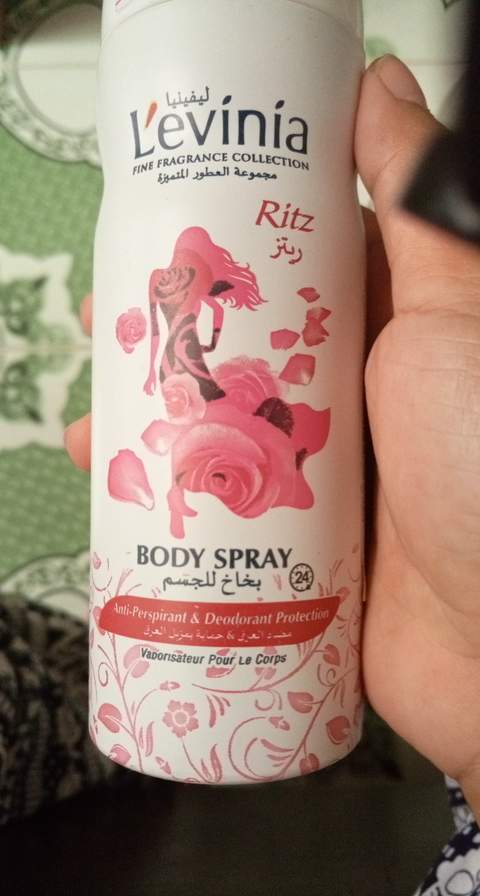 ليفينيا
L'evinia
FINE FRAGRANCE COLLECTION
مجموعة العطور المتميزة
Ritz
ريتز
BODY SPRAY
بخاخ للجسم
24
Anti-Perspirant & Deodorant Protection
مضاد العرق & حماية بمزيل العرق
Vaporisateur Pour Le Corps